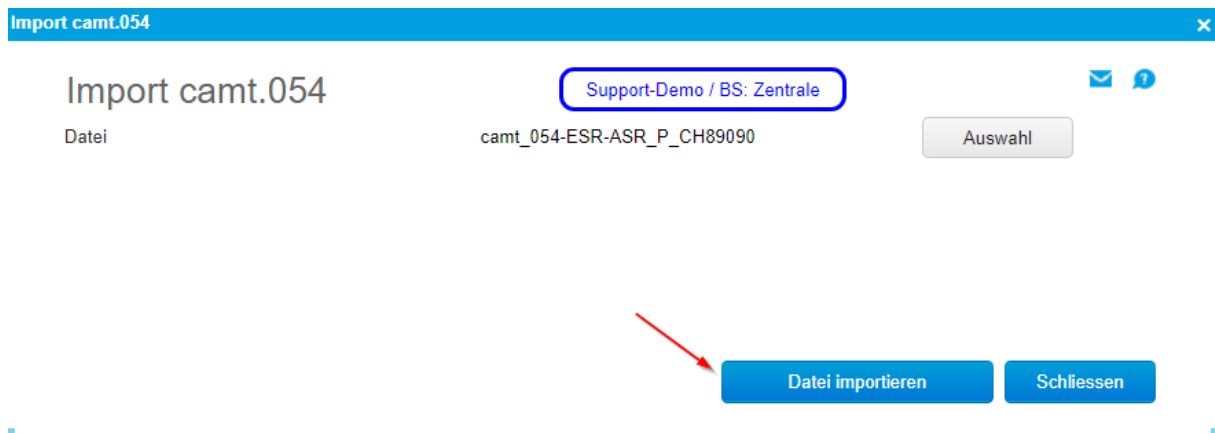 Import camt.054
Import camt.054
Support-Demo / BS: Zentrale
Datei
camt_054-ESR-ASR_P_CH89090
Auswahl
Datei importieren
Schliessen